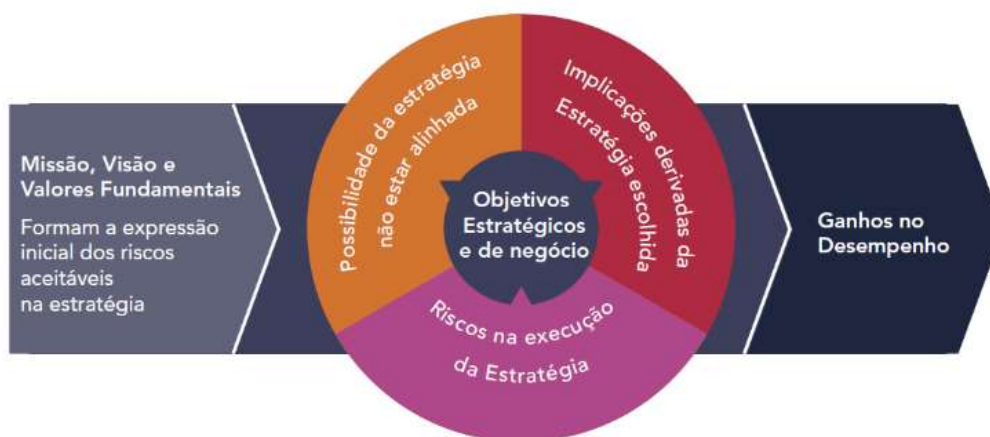 Missão, Visão e
Valores Fundamentais
Formam a expressão
inicial dos riscos
aceitáveis
na estratégia
Possibilidade da estratégia
não estar alinhada
Implicações derivadas da
Estratégia escolhida
Objetivos
Estratégicos
e de negócio
Riscos na execução
da Estratégia
Ganhos no
Desempenho